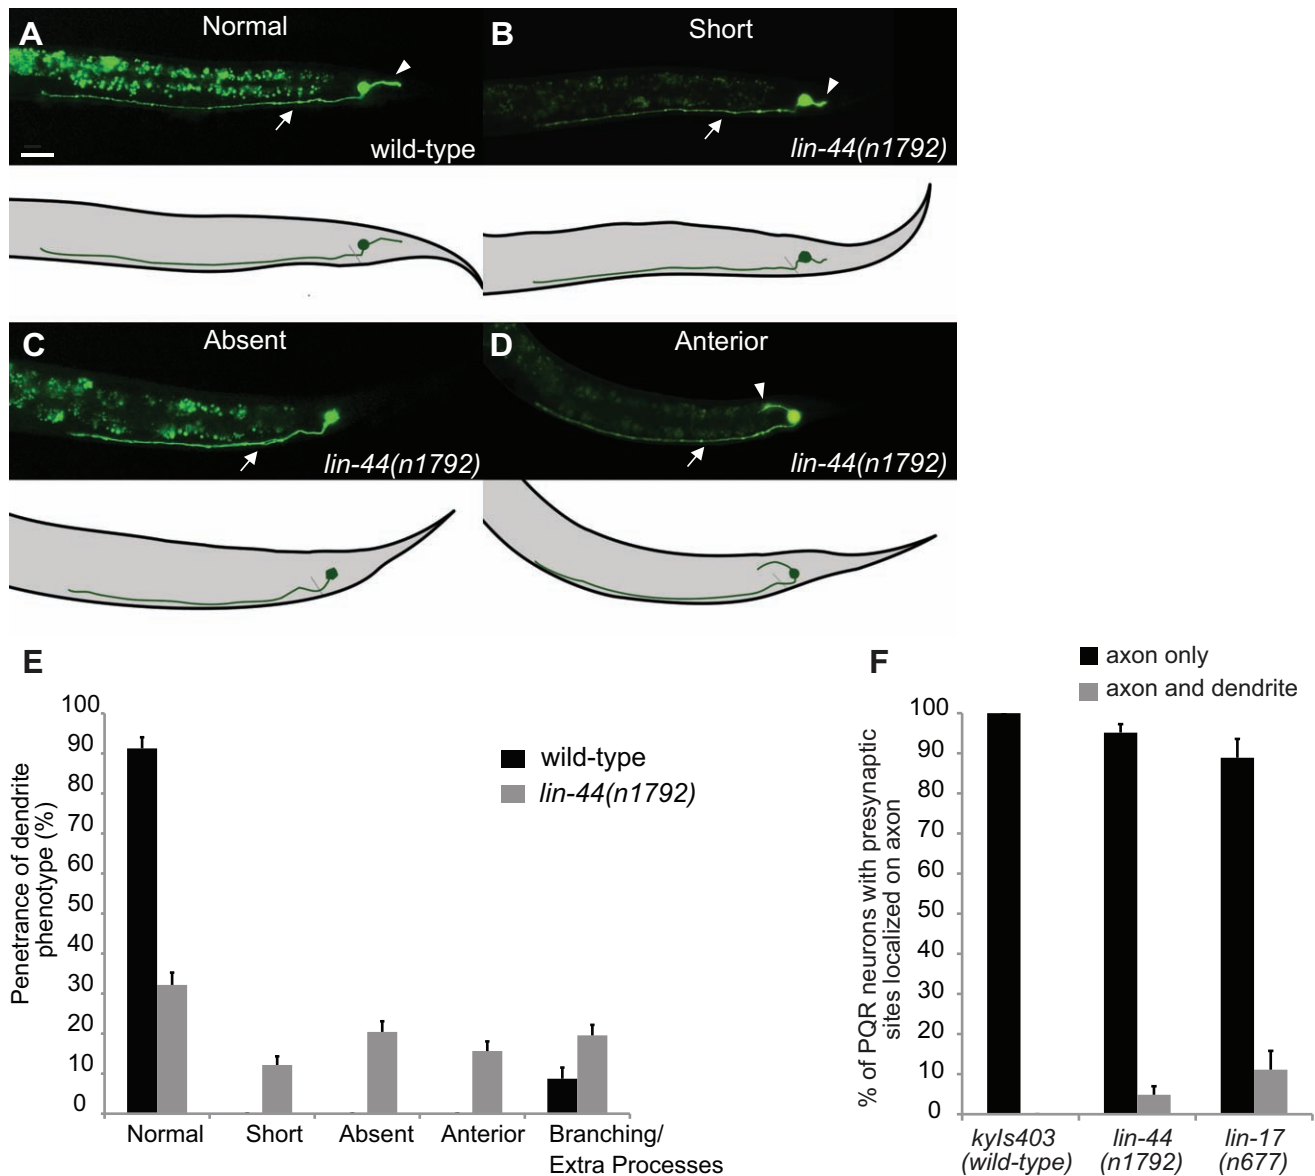 A
Normal
wild-type
B
Short
lin-44(n1792)
C
Absent
lin-44(n1792)
D
Anterior
lin-44(n1792)
E
Penetrance of dendrite
phenotype (%)
100
90
80
70
60
50
40
30
20
10
0
wild-type
lin-44(n1792)
Normal
Short
Absent
Anterior
Branching/
Extra Processes
F
axon only
axon and dendrite
% of PQR neurons with presynaptic
sites localized on axon
100
90
80
70
60
50
40
30
20
10
0
kyIs403
(wild-type)
lin-44
(n1792)
lin-17
(n677)